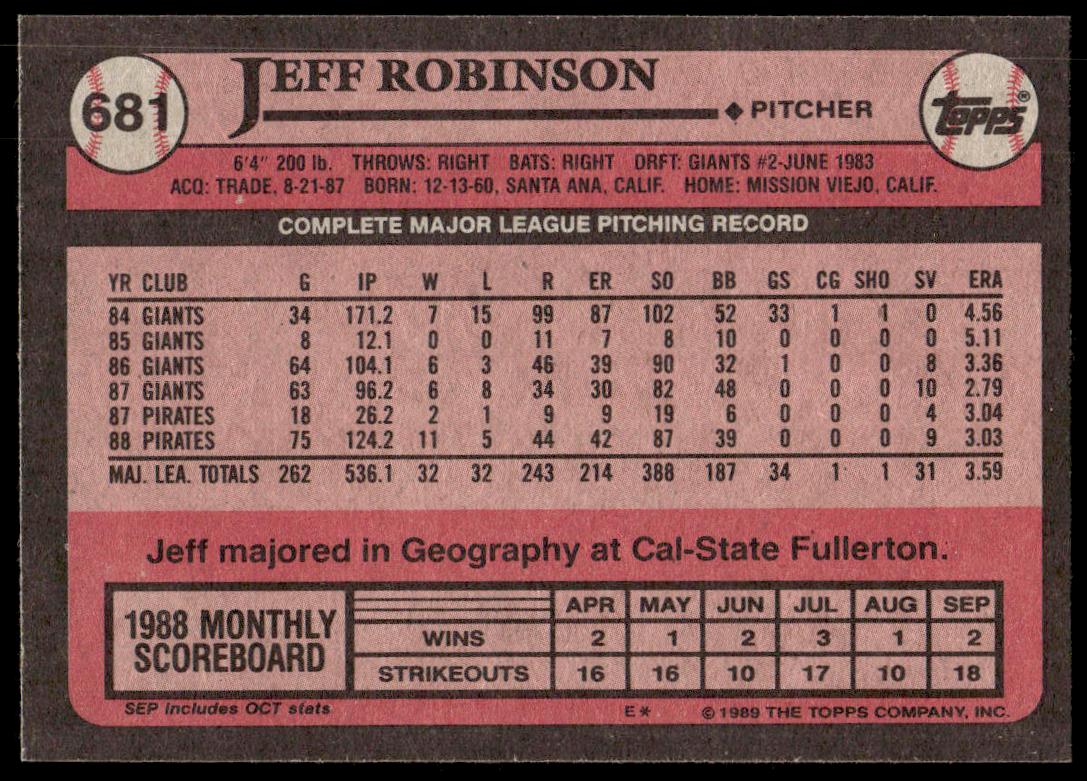 681
JEFF ROBINSON
◆ PITCHER
topps®
6'4" 200 lb. THROWS: RIGHT BATS: RIGHT DRFT: GIANTS #2-JUNE 1983
ACQ: TRADE, 8-21-87 BORN: 12-13-60, SANTA ANA, CALIF. HOME: MISSION VIEJO, CALIF.
COMPLETE MAJOR LEAGUE PITCHING RECORD
YR CLUB G IP W L R ER SO BB GS CG SHO SV ERA
84 GIANTS 34 171.2 7 15 99 87 102 52 33 1 1 0 4.56
85 GIANTS 8 12.1 0 0 11 7 8 10 0 0 0 0 5.11
86 GIANTS 64 104.1 6 3 46 39 90 32 1 0 0 8 3.36
87 GIANTS 63 96.2 6 8 34 30 82 48 0 0 0 10 2.79
87 PIRATES 18 26.2 2 1 9 9 19 6 0 0 0 4 3.04
88 PIRATES 75 124.2 11 5 44 42 87 39 0 0 0 9 3.03
MAJ. LEA. TOTALS 262 536.1 32 32 243 214 388 187 34 1 1 31 3.59
Jeff majored in Geography at Cal-State Fullerton.
1988 MONTHLY
SCOREBOARD
APR MAY JUN JUL AUG SEP
WINS 2 1 2 3 1 2
STRIKEOUTS 16 16 10 17 10 18
SEP includes OCT stats
E* © 1989 THE TOPPS COMPANY, INC.